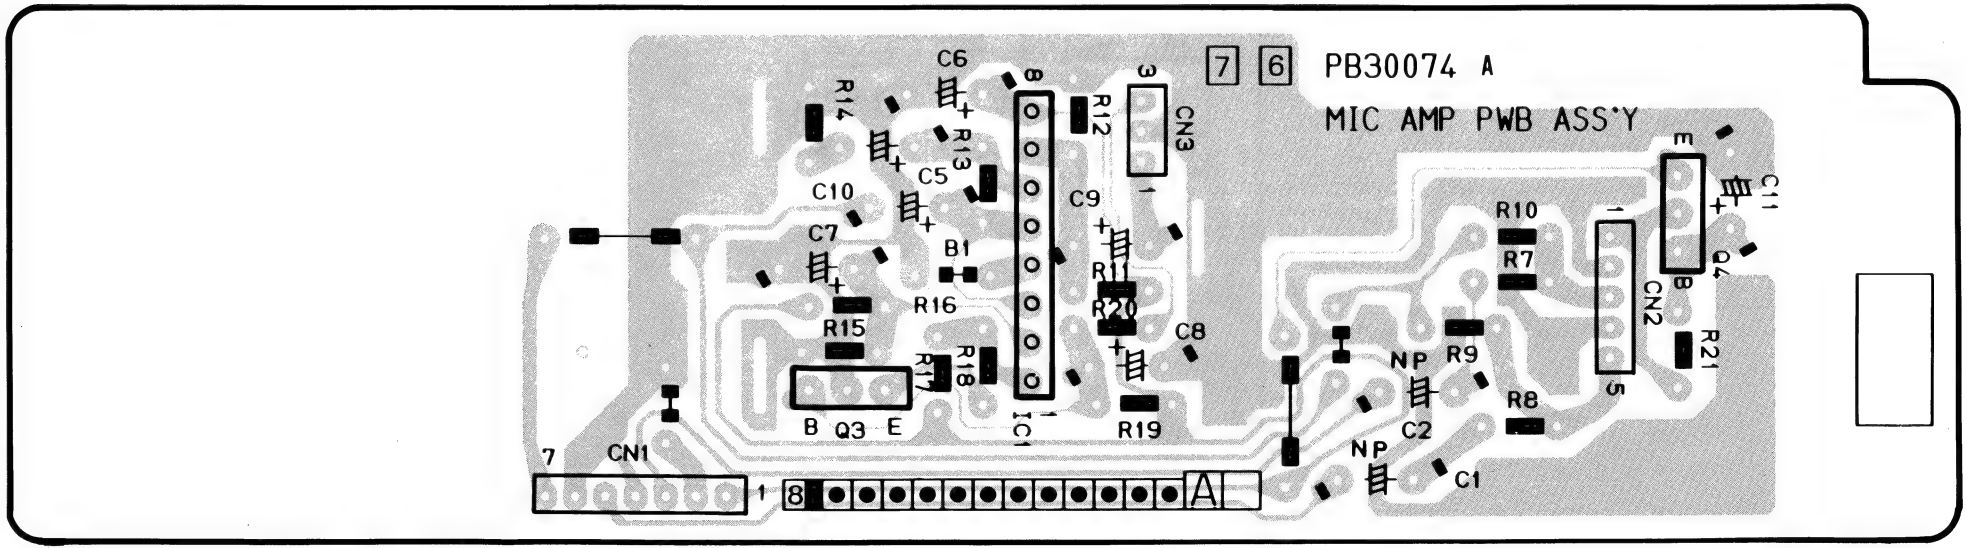 7 6 PB30074 A
MIC AMP PWB ASS'Y
C6
8
3
R14
R12
CN3
R13
E
C5
C10
C9
C11
1
1
R10
C7
B1
R7
Q4
R11
B
CN2
R16
R20
R15
C8
R21
R17
R18
NP
R9
5
R8
B Q3 E
IC1
1
R19
C2
NP
7
CN1
1
8
A
C1